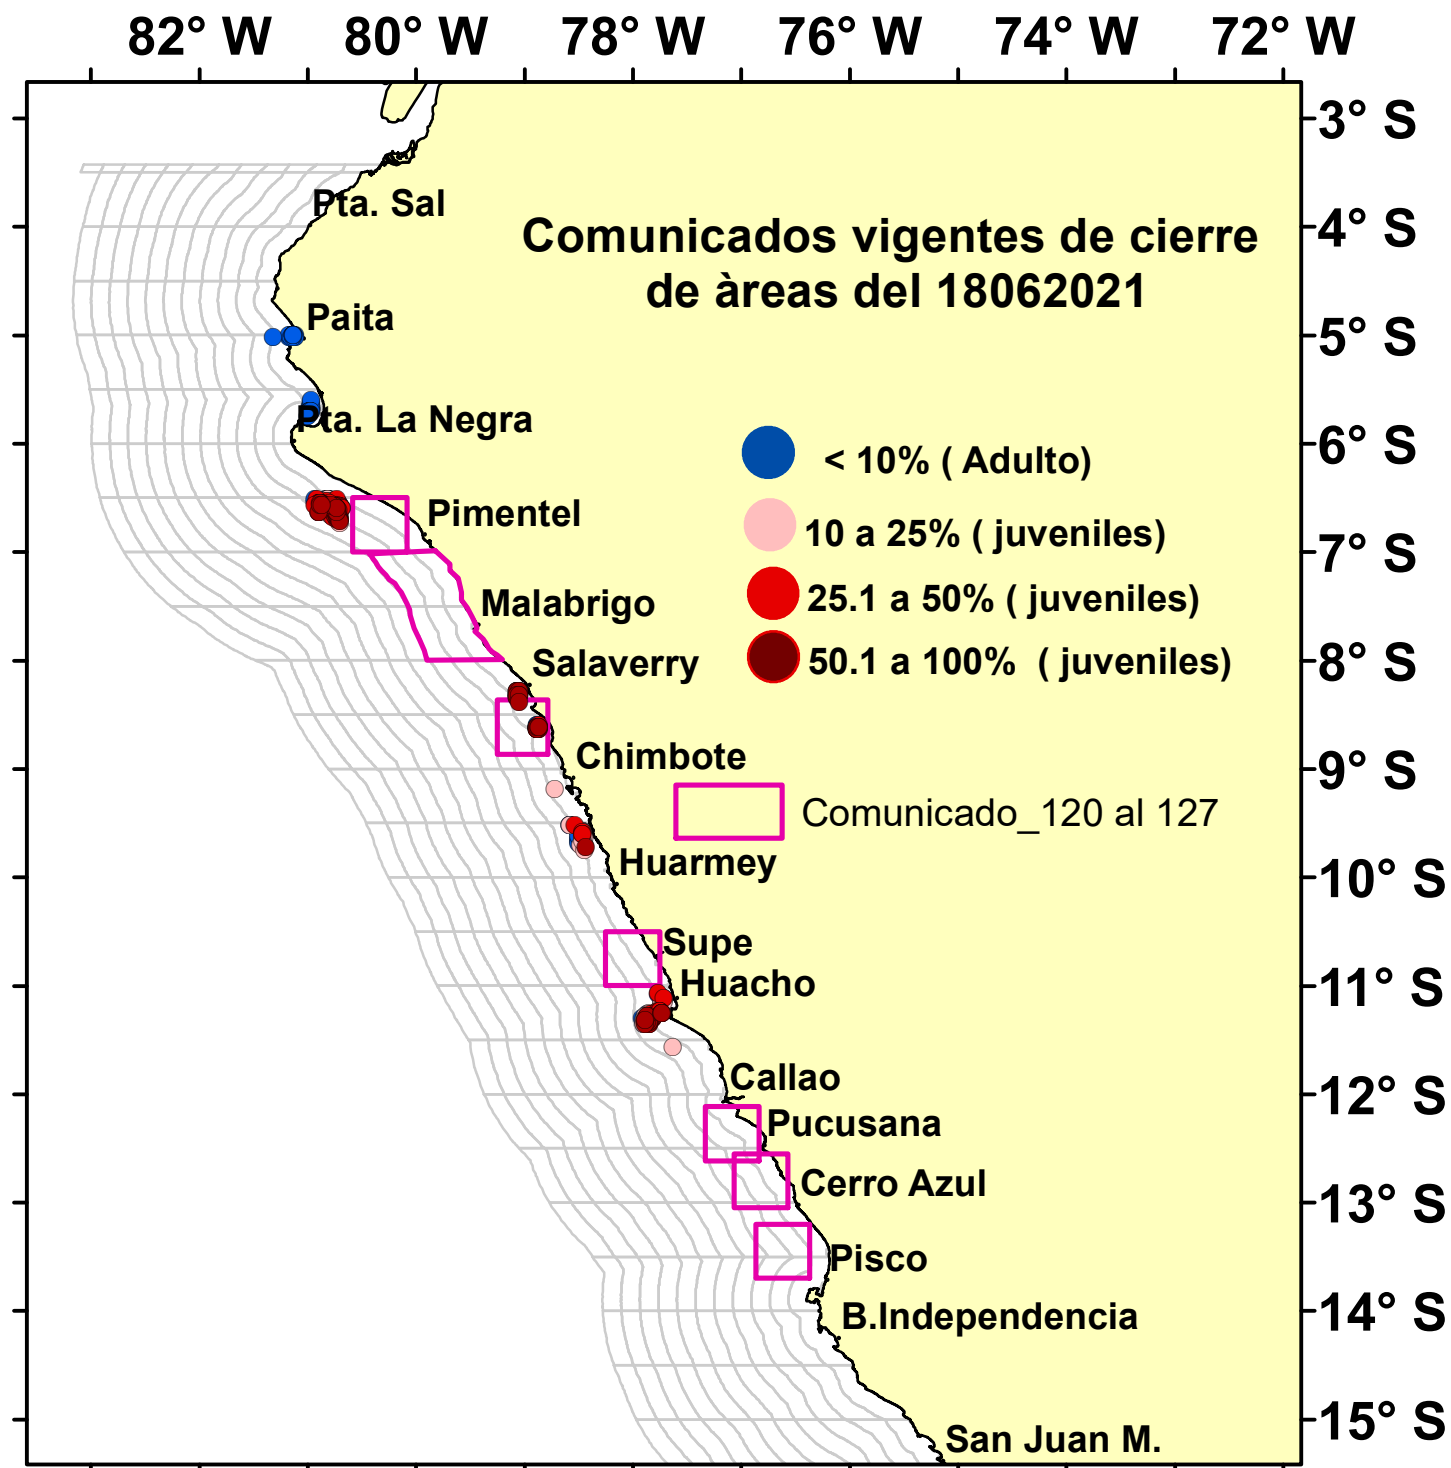 82° W 80° W 78° W 76° W 74° W 72° W
3° S
Pta. Sal
4° S
Comunicados vigentes de cierre
de àreas del 18062021
Paita
5° S
Pta. La Negra
6° S
< 10% ( Adulto)
Pimentel
10 a 25% ( juveniles)
7° S
Malabrigo
25.1 a 50% ( juveniles)
Salaverry
50.1 a 100% ( juveniles)
8° S
Chimbote
9° S
Comunicado_120 al 127
Huarmey
10° S
Supe
Huacho
11° S
Callao
12° S
Pucusana
Cerro Azul
13° S
Pisco
B.Independencia
14° S
15° S
San Juan M.